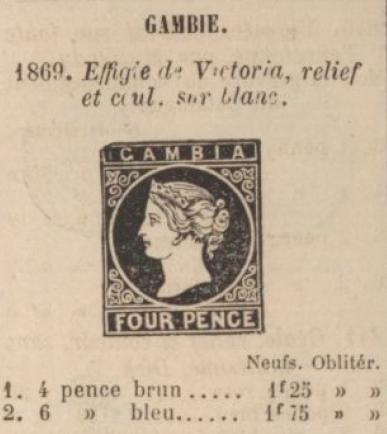 GAMBIE.
1869. Effigie de Victoria, relief
et coul. sur blanc.
GAMBIA
FOUR PENCE
Neufs. Oblitér.
1. 4 pence brun ..... 1f25 » »
2. 6 » bleu...... 1f75 » »